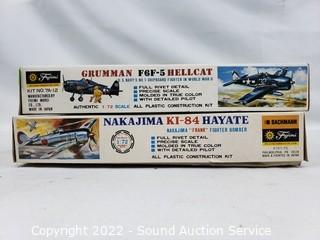 GRUMMAN F6F-5 HELLCAT
U.S. NAVY'S NO.1 SHIPBOARD FIGHTER IN WORLD WAR II
Fujimi
KIT NO. 7A-12
MANUFACTURED BY
FUJIMI MOKEI
CO., LTD.
MADE IN JAPAN
FULL RIVET DETAIL
PRECISE SCALE
MOLDED IN TRUE COLOR
WITH DETAILED PILOT
AUTHENTIC 1:72 SCALE
ALL PLASTIC CONSTRUCTION KIT
NAKAJIMA KI-84 HAYATE
NAKAJIMA "FRANK" FIGHTER BOMBER
1:72
FULL RIVET DETAIL
PRECISE SCALE
MOLDED IN TRUE COLOR
WITH DETAILED PILOT
ALL PLASTIC CONSTRUCTION KIT
BACHMANN
Fujimi
Copyright - 2022 - Sound Auction Service